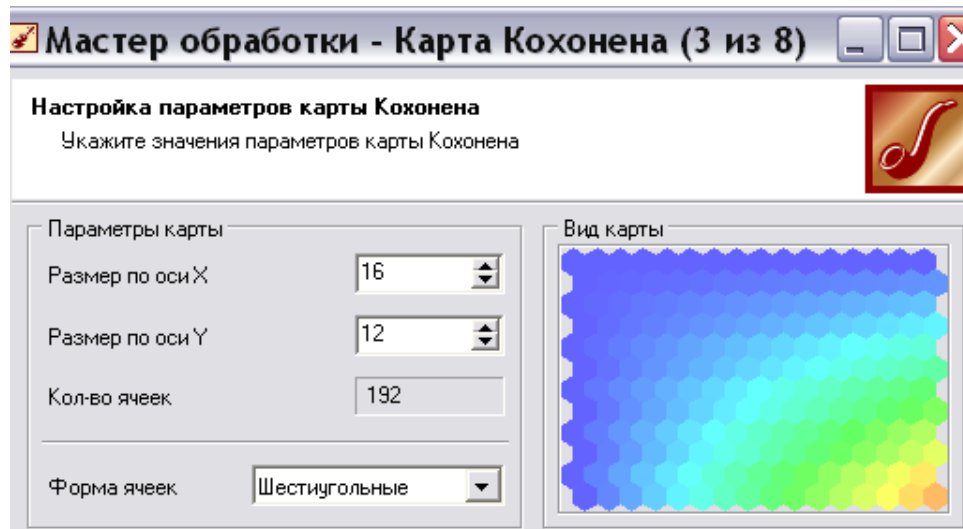 Мастер обработки - Карта Кохонена (3 из 8)
Настройка параметров карты Кохонена
Укажите значения параметров карты Кохонена
Параметры карты
Вид карты
Размер по оси X
16
Размер по оси Y
12
Кол-во ячеек
192
Форма ячеек
Шестиугольные